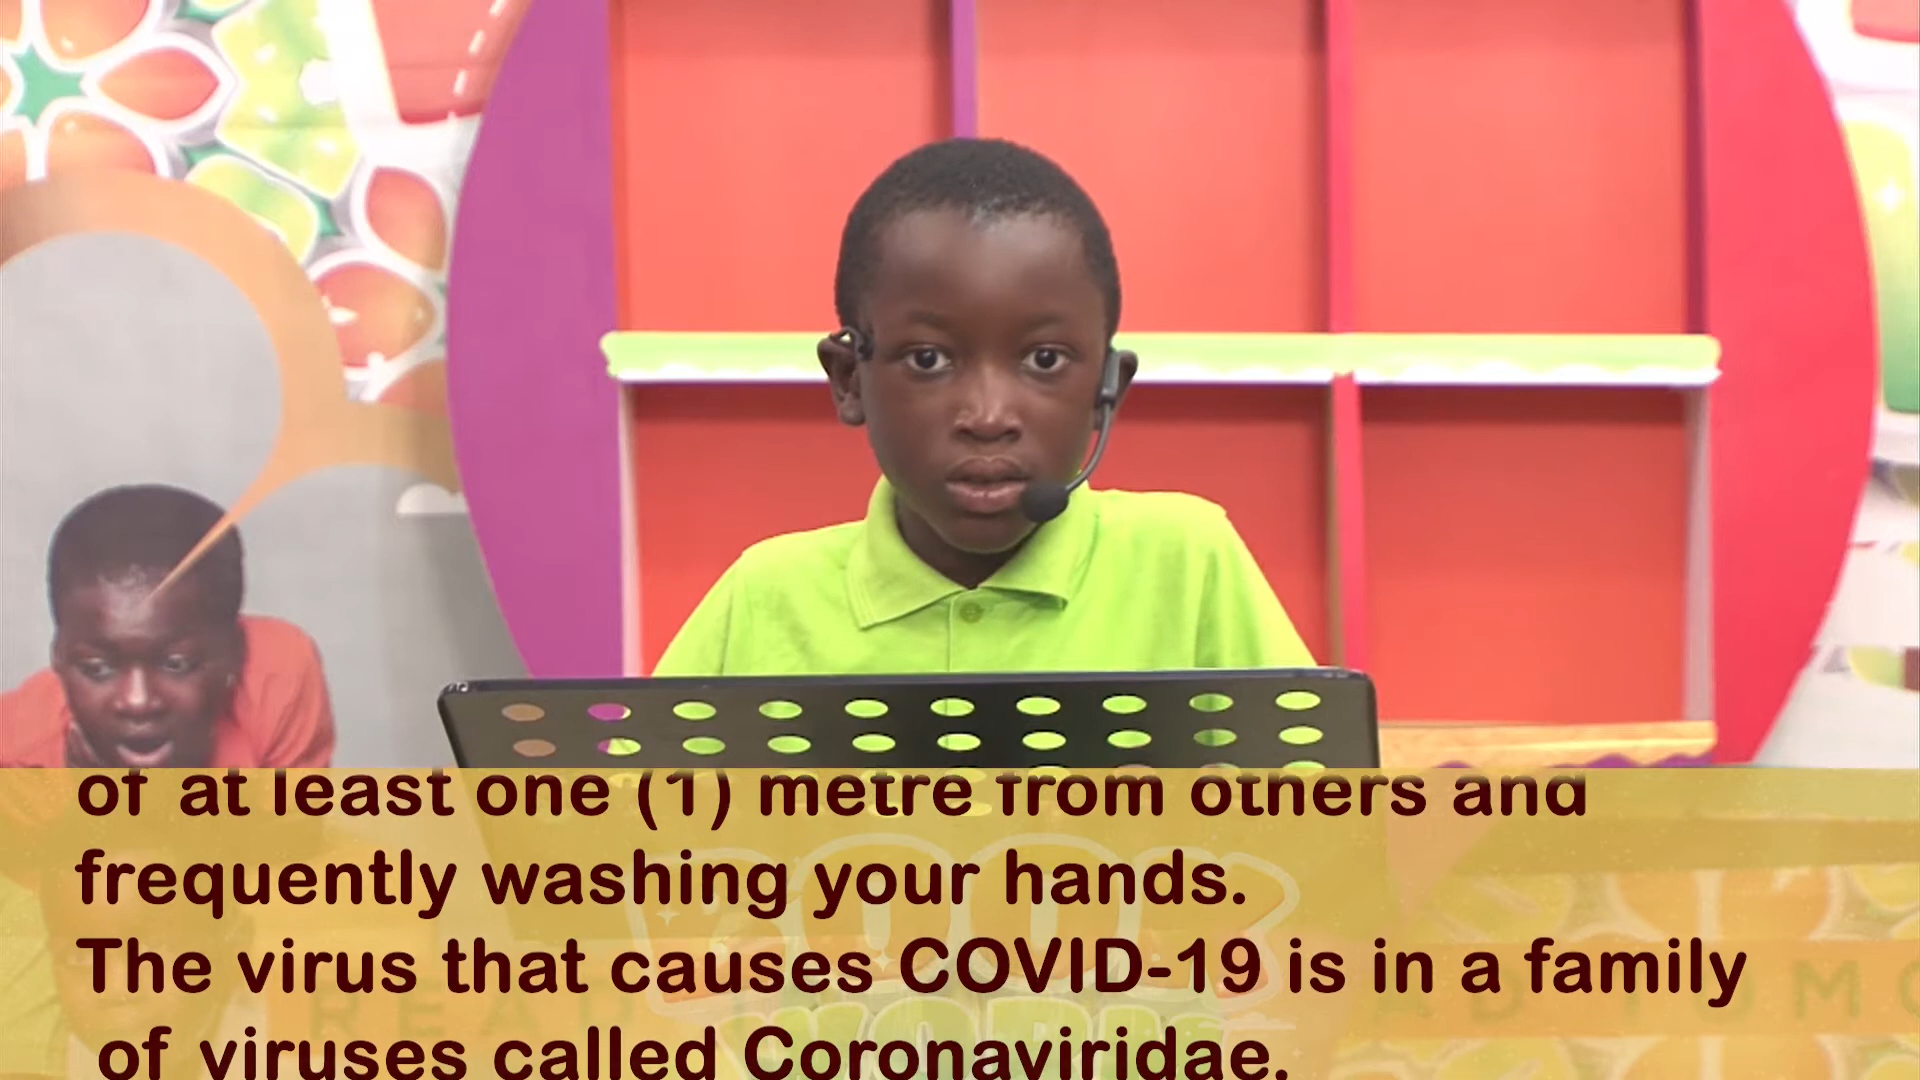 of at least one (1) metre from others and
frequently washing your hands.
The virus that causes COVID-19 is in a family
of viruses called Coronaviridae.